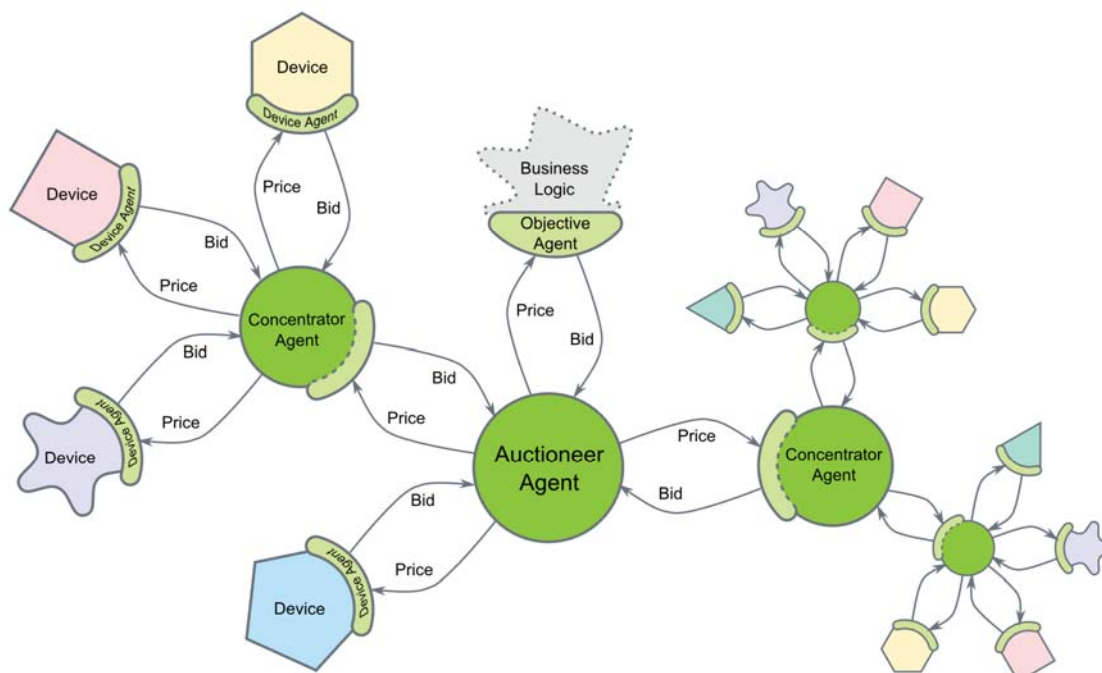 Device
Device Agent
Price
Bid
Device
Device Agent
Bid
Price
Concentrator
Agent
Device
Device Agent
Bid
Price
Business
Logic
Objective
Agent
Price
Bid
Bid
Price
Auctioneer
Agent
Price
Bid
Concentrator
Agent
Device
Device Agent
Bid
Price